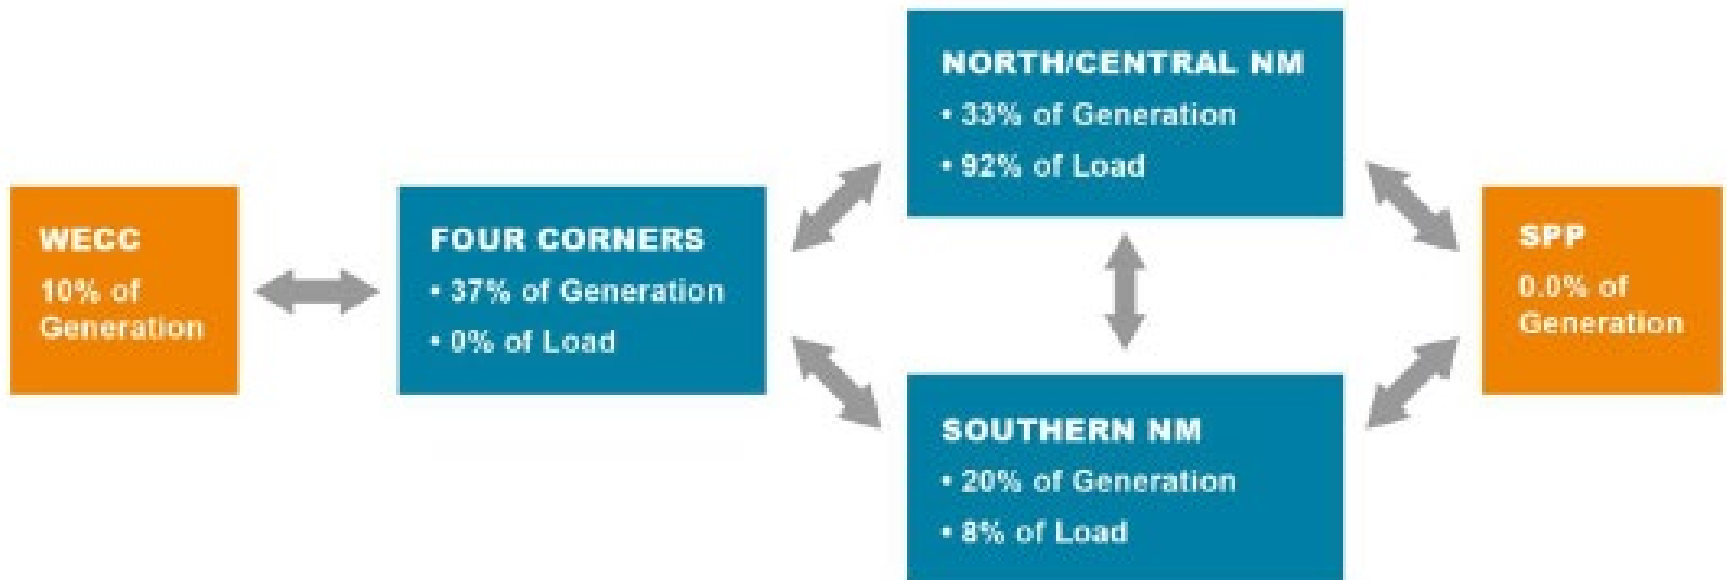 WECC
10% of
Generation
FOUR CORNERS
• 37% of Generation
• 0% of Load
NORTH/CENTRAL NM
• 33% of Generation
• 92% of Load
SOUTHERN NM
• 20% of Generation
• 8% of Load
SPP
0.0% of
Generation